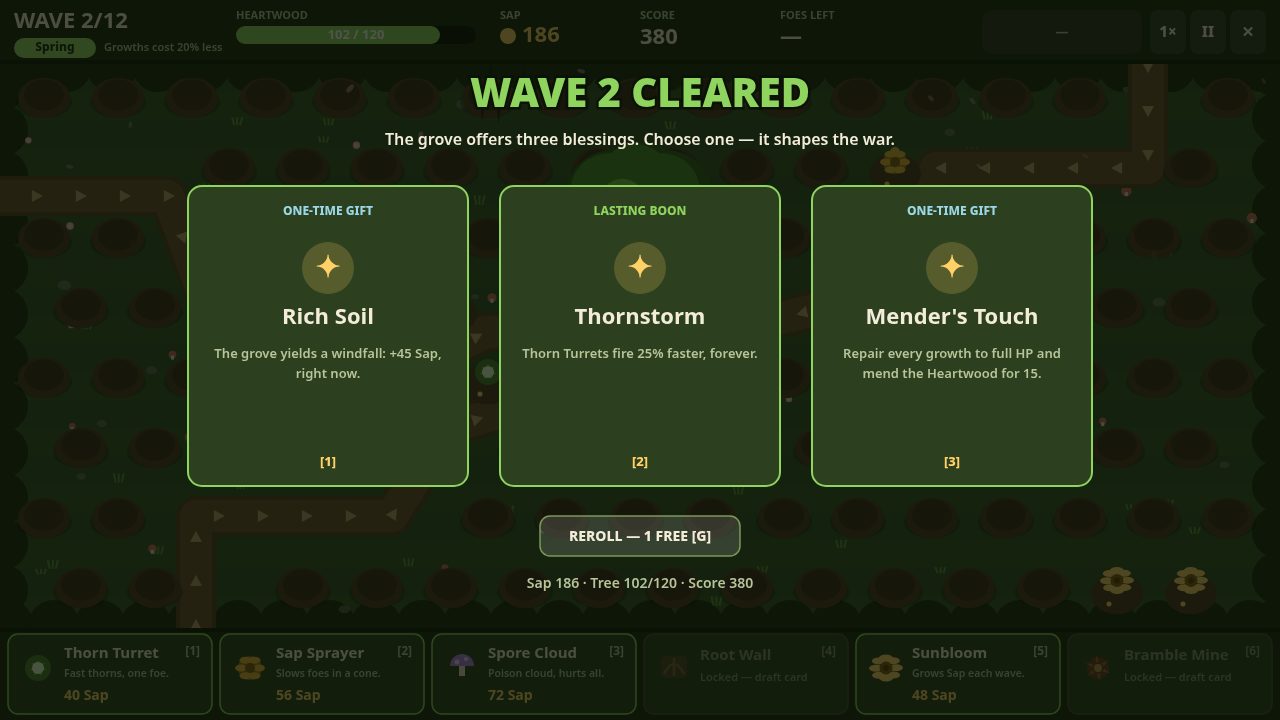 WAVE 2/12
Spring
Growths cost 20% less
HEARTWOOD
102 / 120
SAP
186
SCORE
380
FOES LEFT
—
—
1×
II
×
WAVE 2 CLEARED
The grove offers three blessings. Choose one — it shapes the war.
ONE-TIME GIFT
Rich Soil
The grove yields a windfall: +45 Sap,
right now.
[1]
LASTING BOON
Thornstorm
Thorn Turrets fire 25% faster, forever.
[2]
ONE-TIME GIFT
Mender's Touch
Repair every growth to full HP and
mend the Heartwood for 15.
[3]
REROLL — 1 FREE [G]
Sap 186 · Tree 102/120 · Score 380
Thorn Turret [1]
Fast thorns, one foe.
40 Sap
Sap Sprayer [2]
Slows foes in a cone.
56 Sap
Spore Cloud [3]
Poison cloud, hurts all.
72 Sap
Root Wall [4]
Locked — draft card
Sunbloom [5]
Grows Sap each wave.
48 Sap
Bramble Mine [6]
Locked — draft card